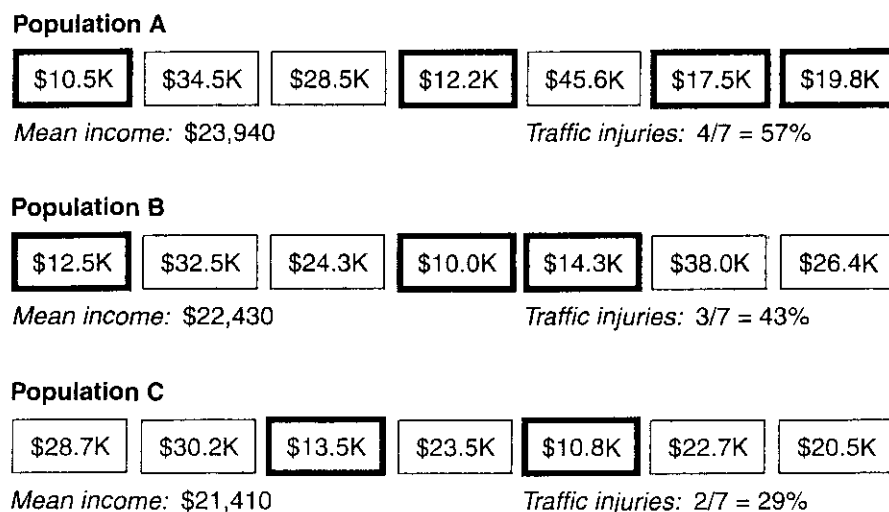 Population A
$10.5K $34.5K $28.5K $12.2K $45.6K $17.5K $19.8K
Mean income: $23,940 Traffic injuries: 4/7 = 57%
Population B
$12.5K $32.5K $24.3K $10.0K $14.3K $38.0K $26.4K
Mean income: $22,430 Traffic injuries: 3/7 = 43%
Population C
$28.7K $30.2K $13.5K $23.5K $10.8K $22.7K $20.5K
Mean income: $21,410 Traffic injuries: 2/7 = 29%